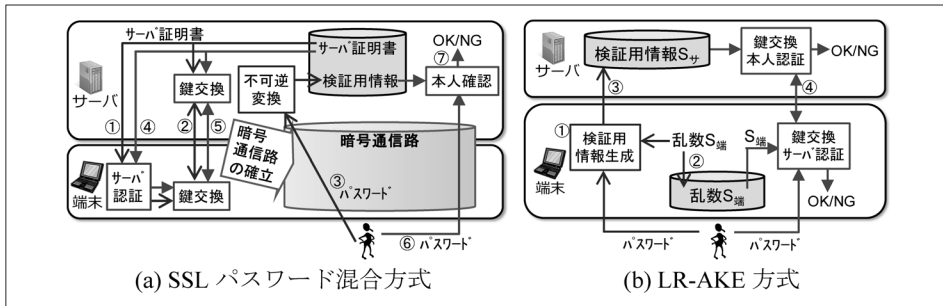 サーバ証明書
サーバ証明書
検証用情報
OK/NG
⑦
本人確認
不可逆
変換
鍵交換
サーバ
① ④ ② ⑤
暗号
通信路
の確立
暗号通信路
③
パスワード
サーバ
認証
鍵交換
端末
⑥ パスワード
(a) SSL パスワード混合方式
検証用情報Sサ
鍵交換
本人認証
OK/NG
サーバ
③
④
①
検証用
情報生成
乱数S端
②
S端
鍵交換
サーバ認証
端末
乱数S端
OK/NG
パスワード
パスワード
(b) LR-AKE 方式